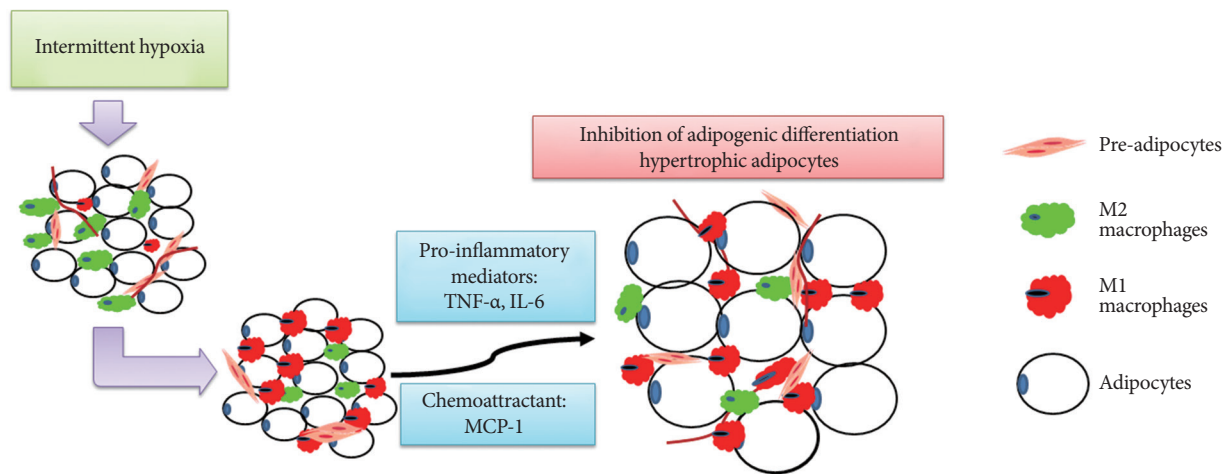 Intermittent hypoxia
Inhibition of adipogenic differentiation
hypertrophic adipocytes
Pro-inflammatory
mediators:
TNF-α, IL-6
Chemoattractant:
MCP-1
Pre-adipocytes
M2
macrophages
M1
macrophages
Adipocytes